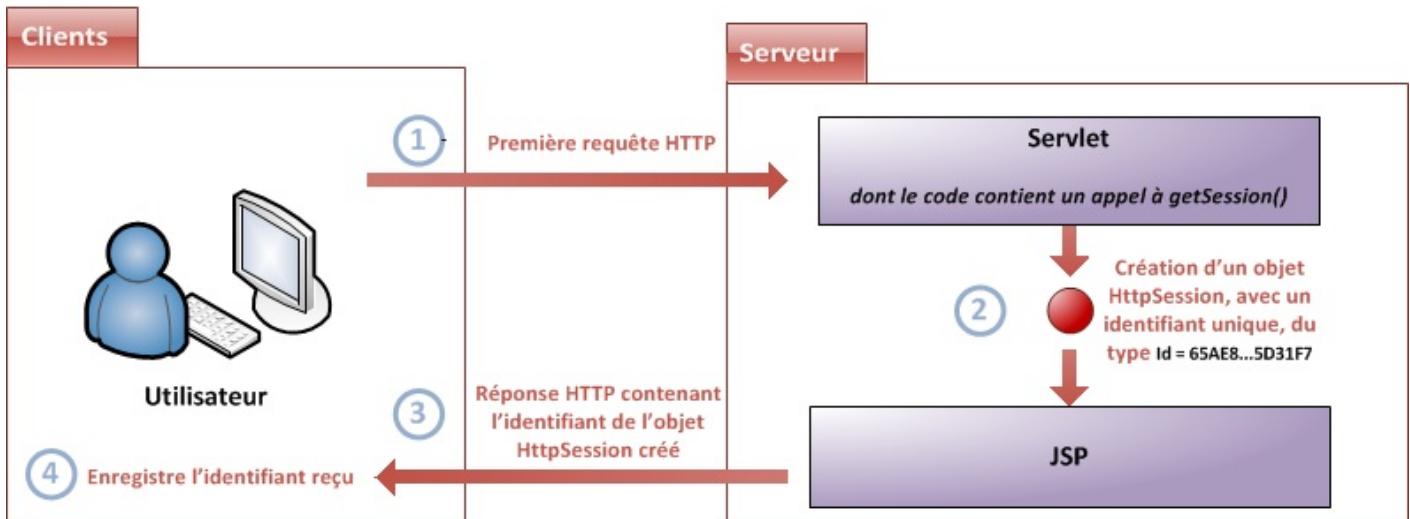 Clients
Serveur
1
Première requête HTTP
Servlet
dont le code contient un appel à getSession()
2
Création d’un objet
HttpSession, avec un
identifiant unique, du
type Id = 65AE8...5D31F7
Utilisateur
3
Réponse HTTP contenant
l’identifiant de l’objet
HttpSession créé
JSP
4
Enregistre l’identifiant reçu